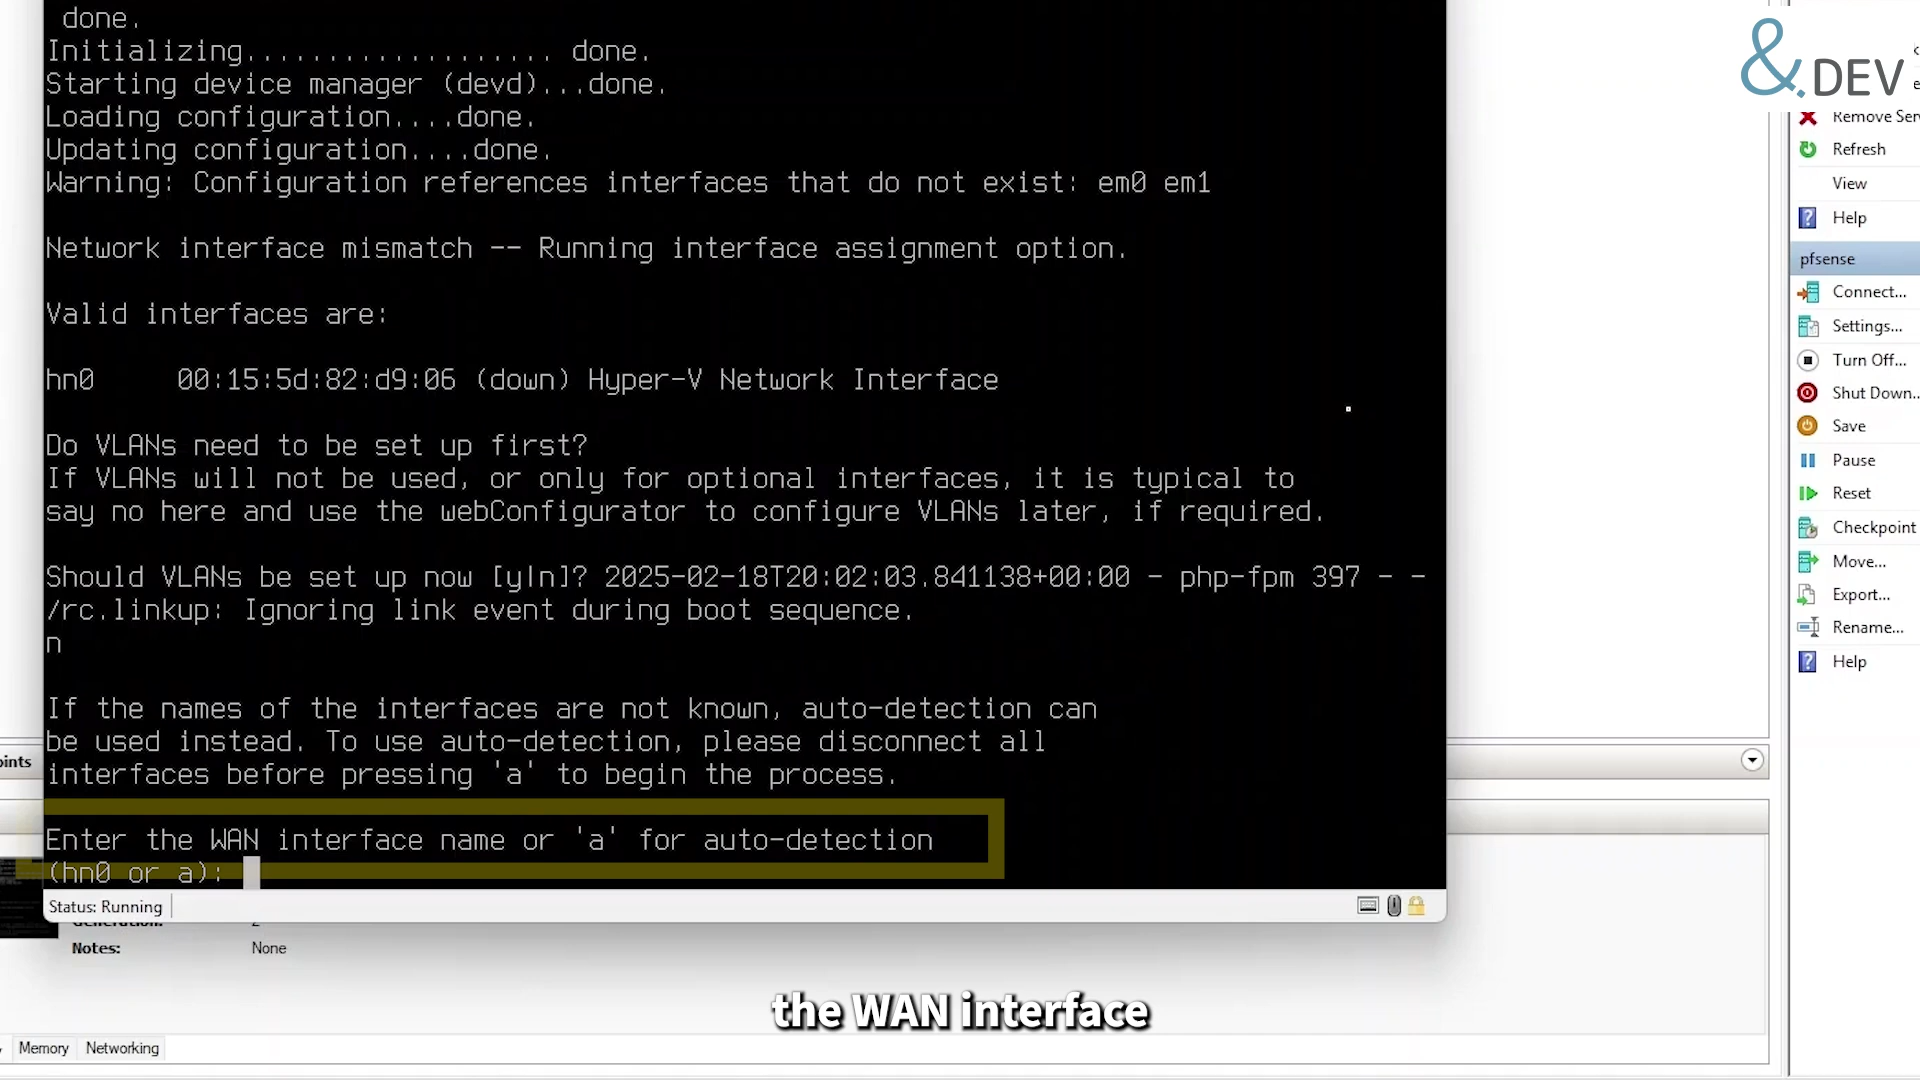 done.
Initializing................... done.
Starting device manager (devd)...done.
Loading configuration....done.
Updating configuration....done.
Warning: Configuration references interfaces that do not exist: em0 em1
Network interface mismatch -- Running interface assignment option.
Valid interfaces are:
hn0 00:15:5d:82:d9:06 (down) Hyper-V Network Interface
Do VLANs need to be set up first?
If VLANs will not be used, or only for optional interfaces, it is typical to
say no here and use the webConfigurator to configure VLANs later, if required.
Should VLANs be set up now [y|n]? 2025-02-18T20:02:03.841138+00:00 - php-fpm 397 - -
/rc.linkup: Ignoring link event during boot sequence.
n
If the names of the interfaces are not known, auto-detection can
be used instead. To use auto-detection, please disconnect all
interfaces before pressing 'a' to begin the process.
Enter the WAN interface name or 'a' for auto-detection
(hn0 or a):
Status: Running
Notes: None
the WAN interface
Memory Networking
&.DEV
Remove Ser
Refresh
View
Help
pfsense
Connect...
Settings...
Turn Off...
Shut Down..
Save
Pause
Reset
Checkpoint
Move...
Export...
Rename...
Help